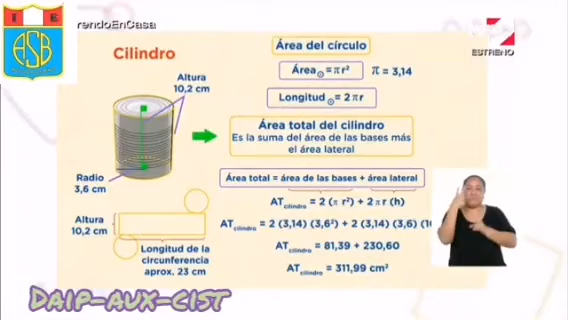 I E
ASB
rendoEnCasa
ESTRENO
Cilindro
Altura
10,2 cm
Radio
3,6 cm
Altura
10,2 cm
Longitud de la
circunferencia
aprox. 23 cm
Área del círculo
Área⊙ = π r² π = 3,14
Longitud⊙ = 2 π r
Área total del cilindro
Es la suma del área de las bases más
el área lateral
Área total = área de las bases + área lateral
AT cilindro = 2 (π r²) + 2 π r (h)
AT cilindro = 2 (3,14) (3,6²) + 2 (3,14) (3,6) (10
AT cilindro = 81,39 + 230,60
AT cilindro = 311,99 cm²
DAIP-AUX-CIST